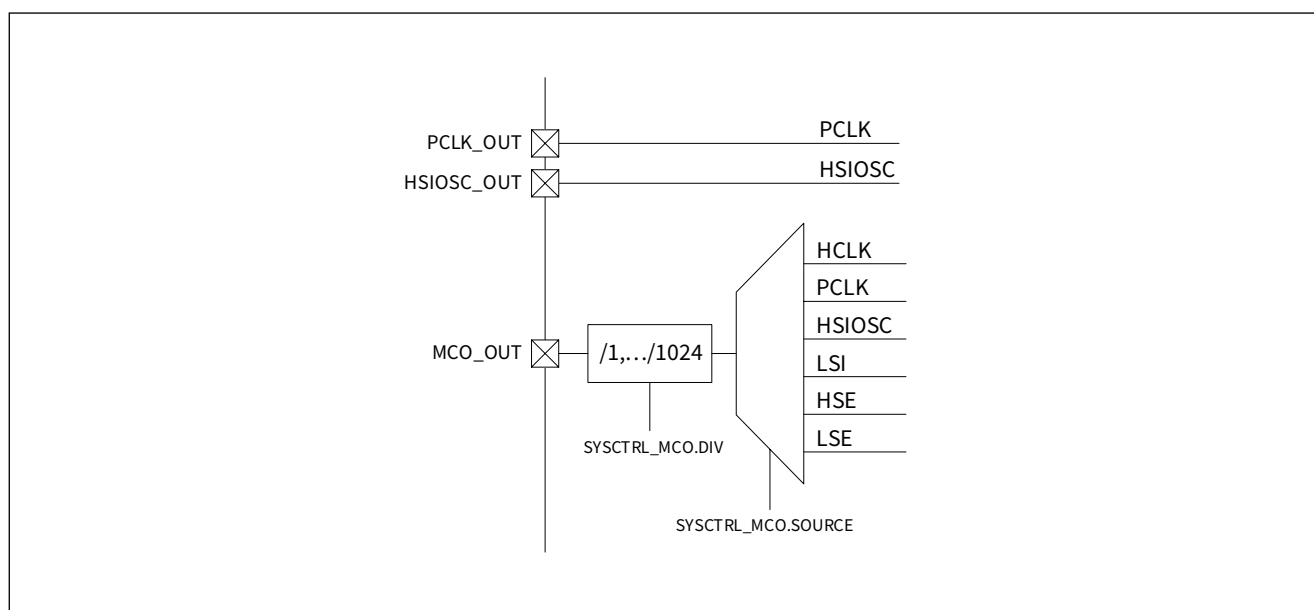 PCLK_OUT
PCLK
HSIOSC_OUT
HSIOSC
HCLK
PCLK
HSIOSC
MCO_OUT
/1,…/1024
LSI
HSE
LSE
SYSCTRL_MCO.DIV
SYSCTRL_MCO.SOURCE